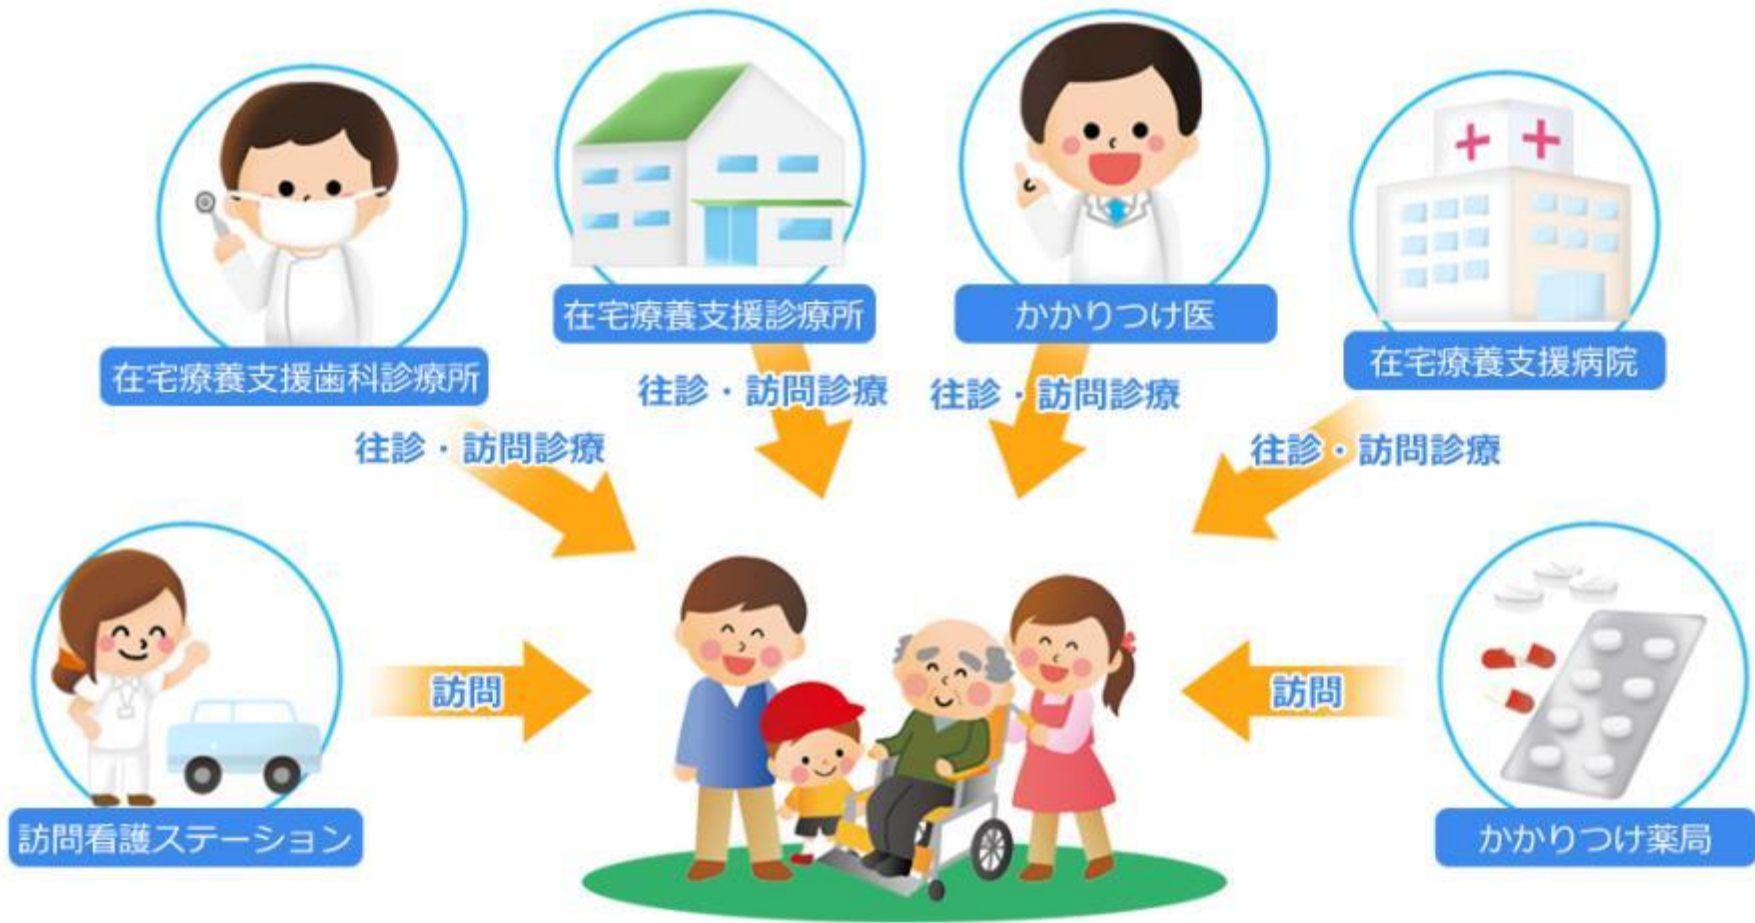 在宅療養支援歯科診療所
往診・訪問診療
在宅療養支援診療所
往診・訪問診療
かかりつけ医
往診・訪問診療
在宅療養支援病院
往診・訪問診療
訪問看護ステーション
訪問
かかりつけ薬局
訪問